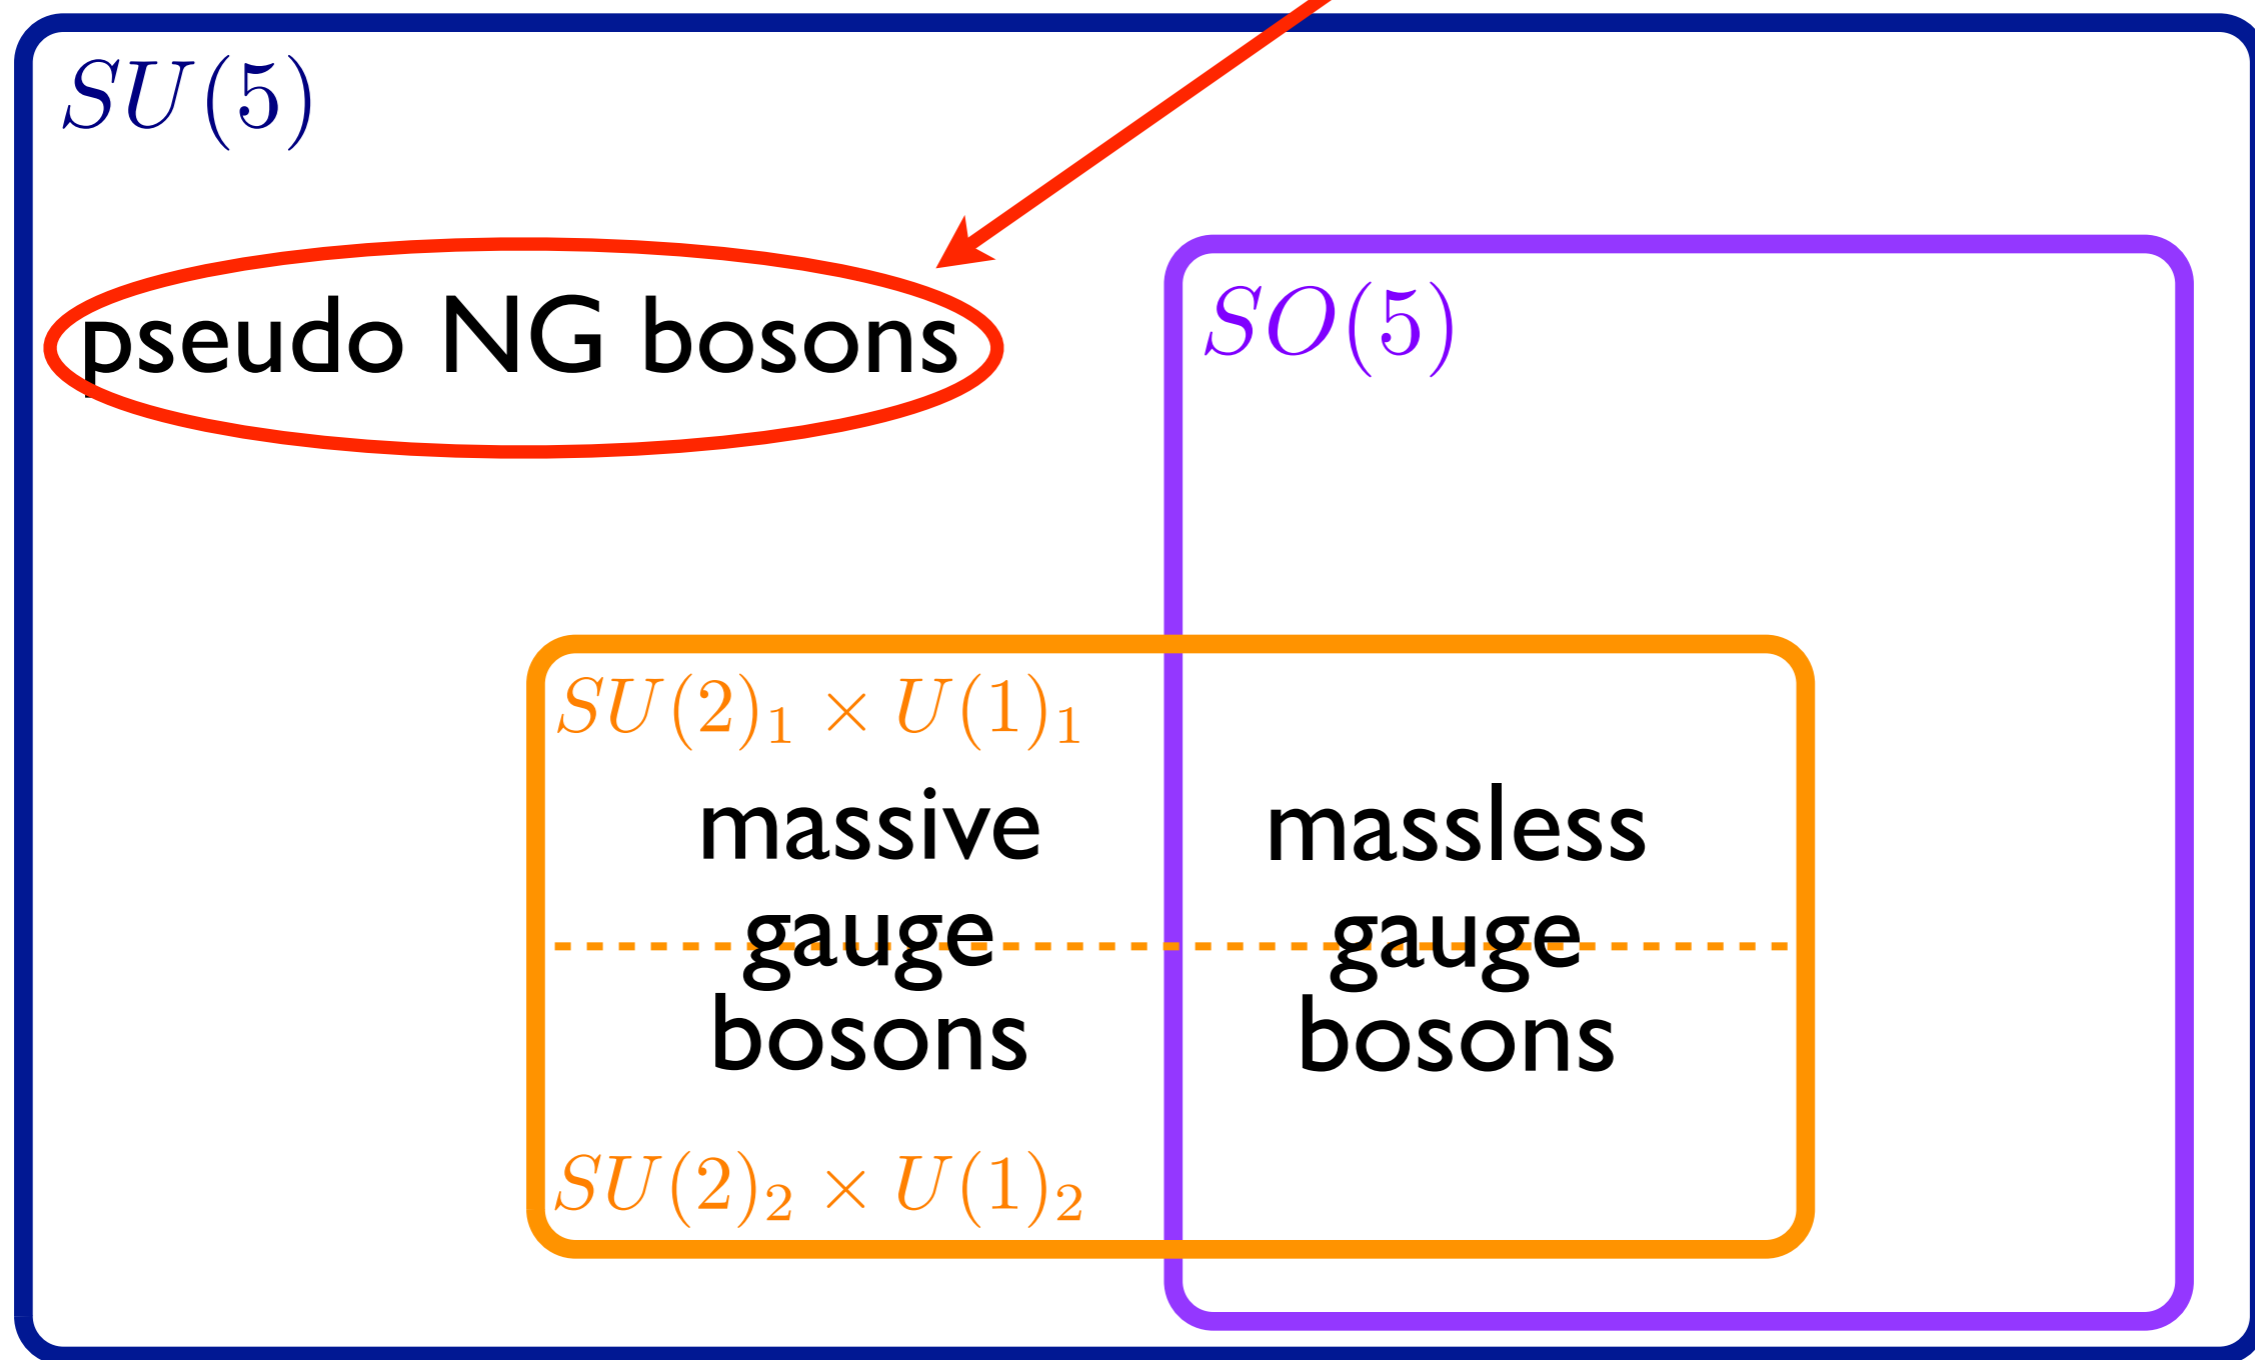 SU(5)
pseudo NG bosons
SO(5)
SU(2)₁ × U(1)₁
massive
gauge
bosons
massless
gauge
bosons
SU(2)₂ × U(1)₂